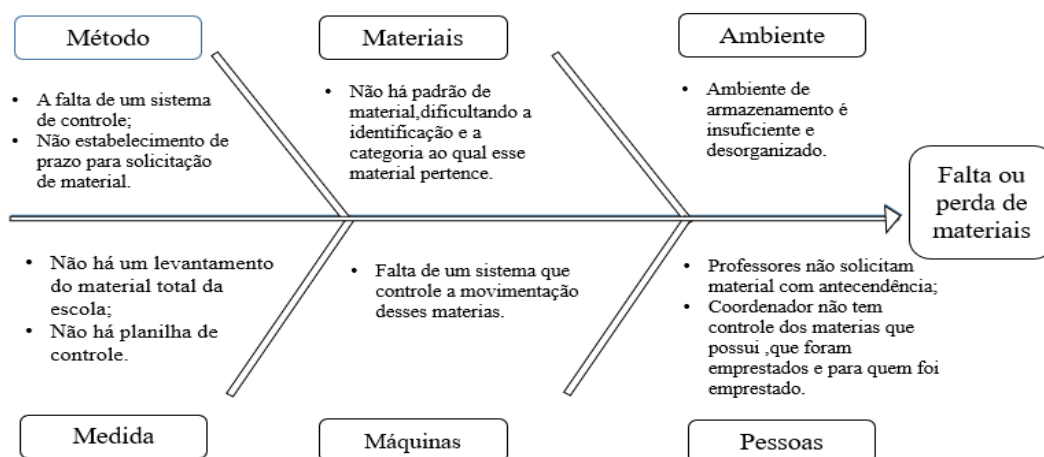 Método
Materiais
Ambiente
• A falta de um sistema
de controle;
• Não estabelecimento de
prazo para solicitação
de material.
• Não há padrão de
material,dificultando a
identificação e a
categoria ao qual esse
material pertence.
• Ambiente de
armazenamento é
insuficiente e
desorganizado.
Falta ou
perda de
materiais
• Não há um levantamento
do material total da
escola;
• Não há planilha de
controle.
• Falta de um sistema que
controle a movimentação
desses materias.
• Professores não solicitam
material com antecendência;
• Coordenador não tem
controle dos materias que
possui ,que foram
emprestados e para quem foi
emprestado.
Medida
Máquinas
Pessoas